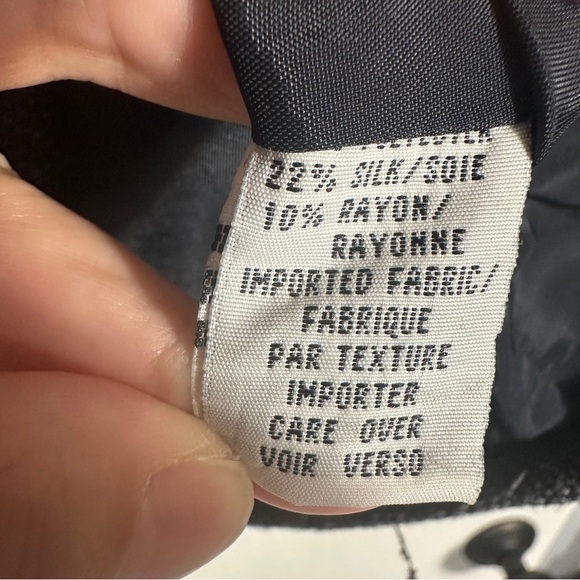 22% SILK/SOIE
10% RAYON/
RAYONNE
IMPORTED FABRIC/
FABRIQUE
PAR TEXTURE
IMPORTER
CARE OVER
VOIR VERSO